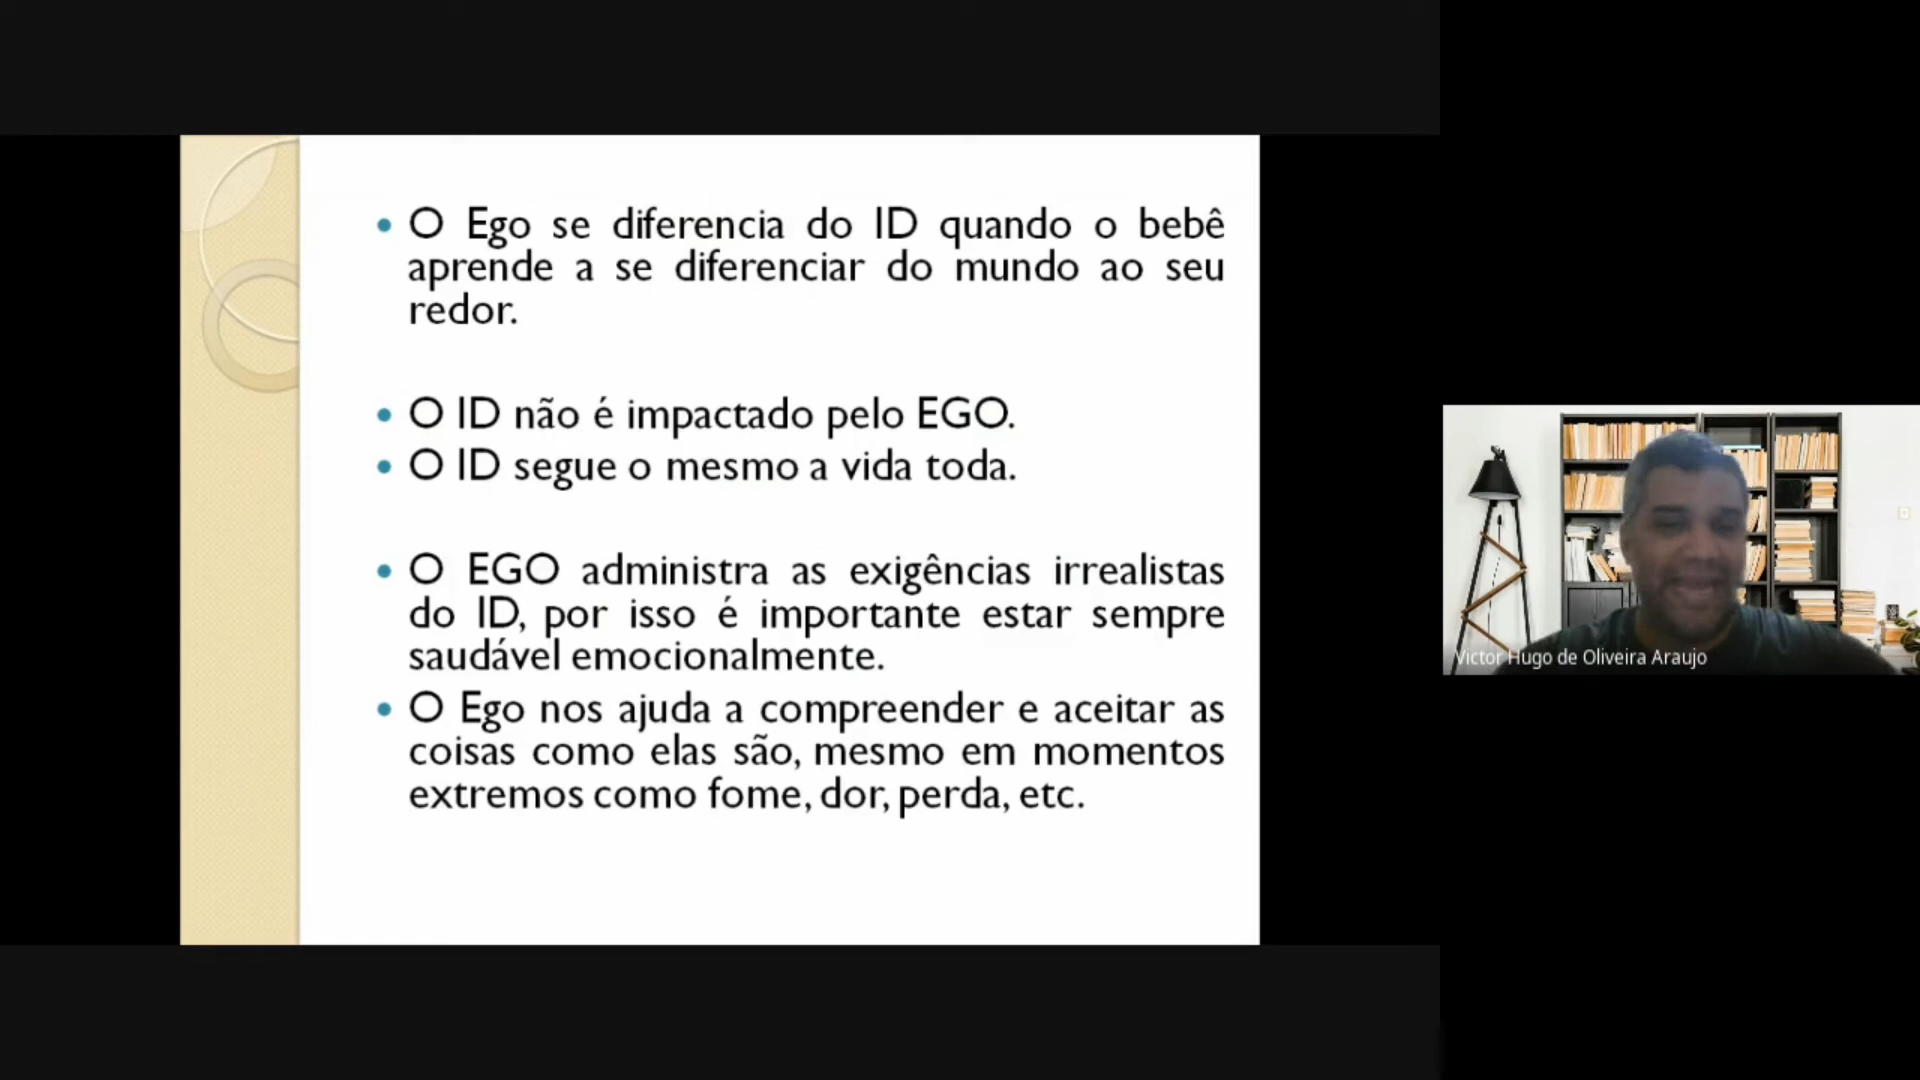 O Ego se diferencia do ID quando o bebê
aprende a se diferenciar do mundo ao seu
redor.
O ID não é impactado pelo EGO.
O ID segue o mesmo a vida toda.
O EGO administra as exigências irrealistas
do ID, por isso é importante estar sempre
saudável emocionalmente.
O Ego nos ajuda a compreender e aceitar as
coisas como elas são, mesmo em momentos
extremos como fome, dor, perda, etc.
Victor Hugo de Oliveira Araujo